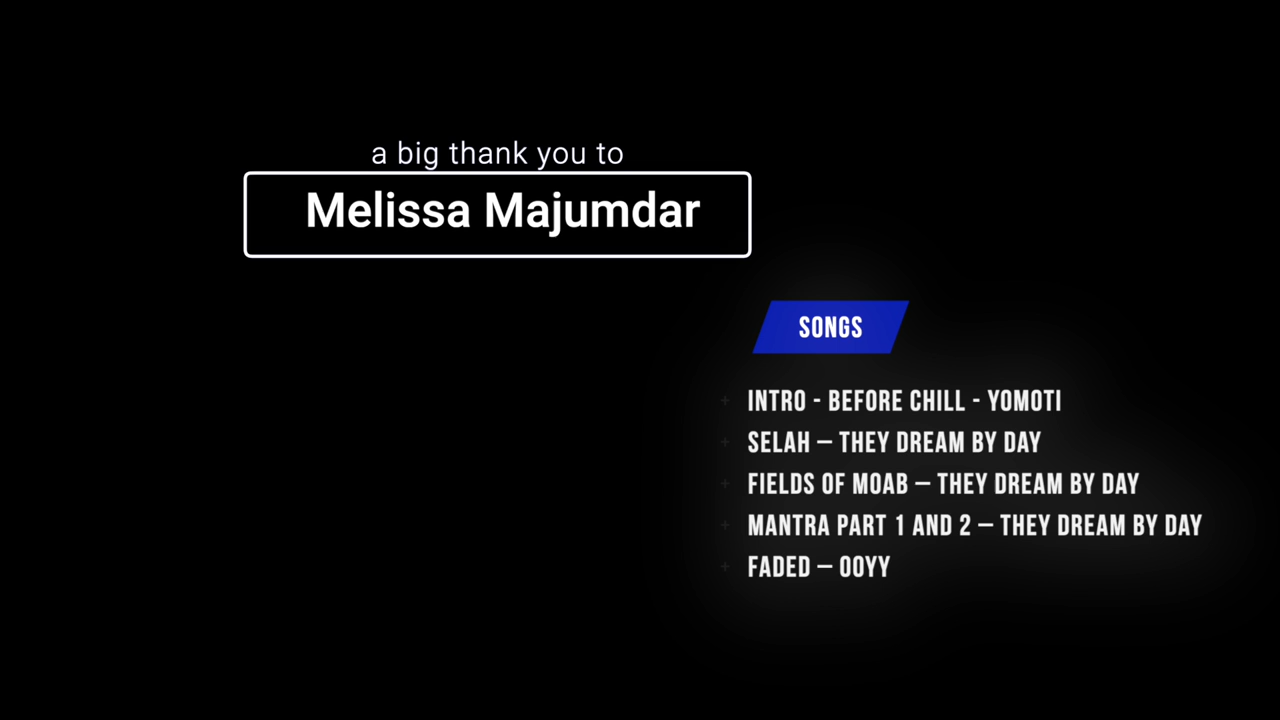 a big thank you to
Melissa Majumdar
SONGS
+ INTRO - BEFORE CHILL - YOMOTI
+ SELAH – THEY DREAM BY DAY
+ FIELDS OF MOAB – THEY DREAM BY DAY
+ MANTRA PART 1 AND 2 – THEY DREAM BY DAY
+ FADED – OOYY